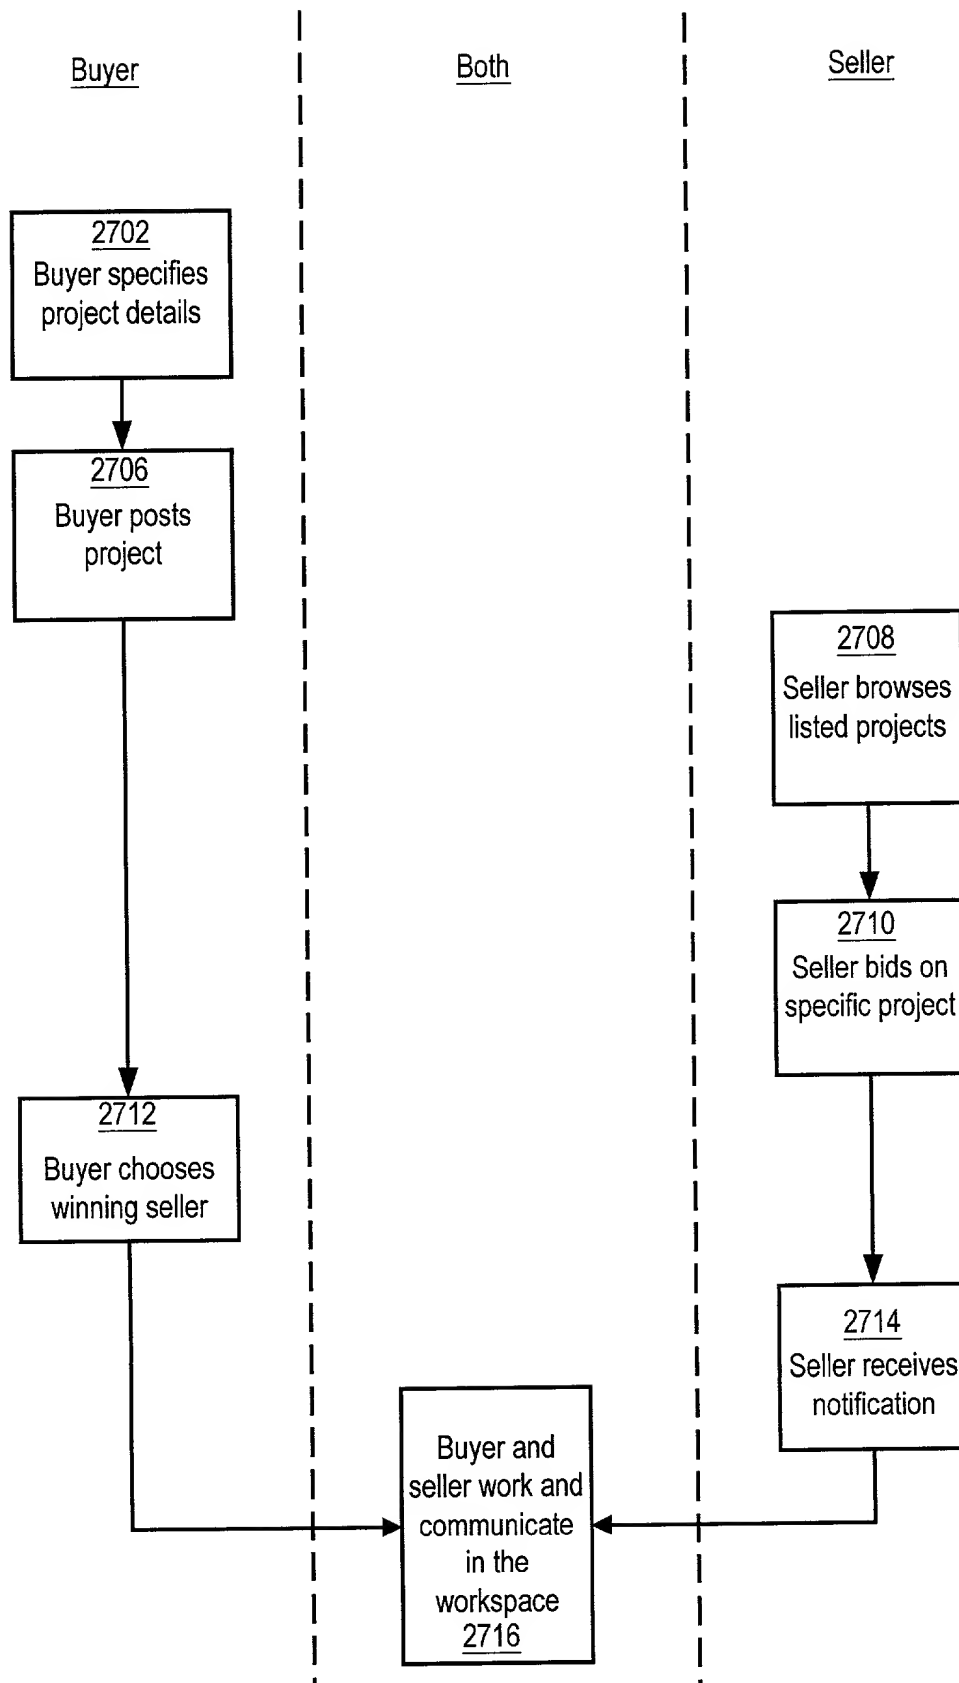 Buyer
Both
Seller
2702
Buyer specifies
project details
2706
Buyer posts
project
2708
Seller browses
listed projects
2710
Seller bids on
specific project
2712
Buyer chooses
winning seller
2714
Seller receives
notification
Buyer and
seller work and
communicate
in the
workspace
2716